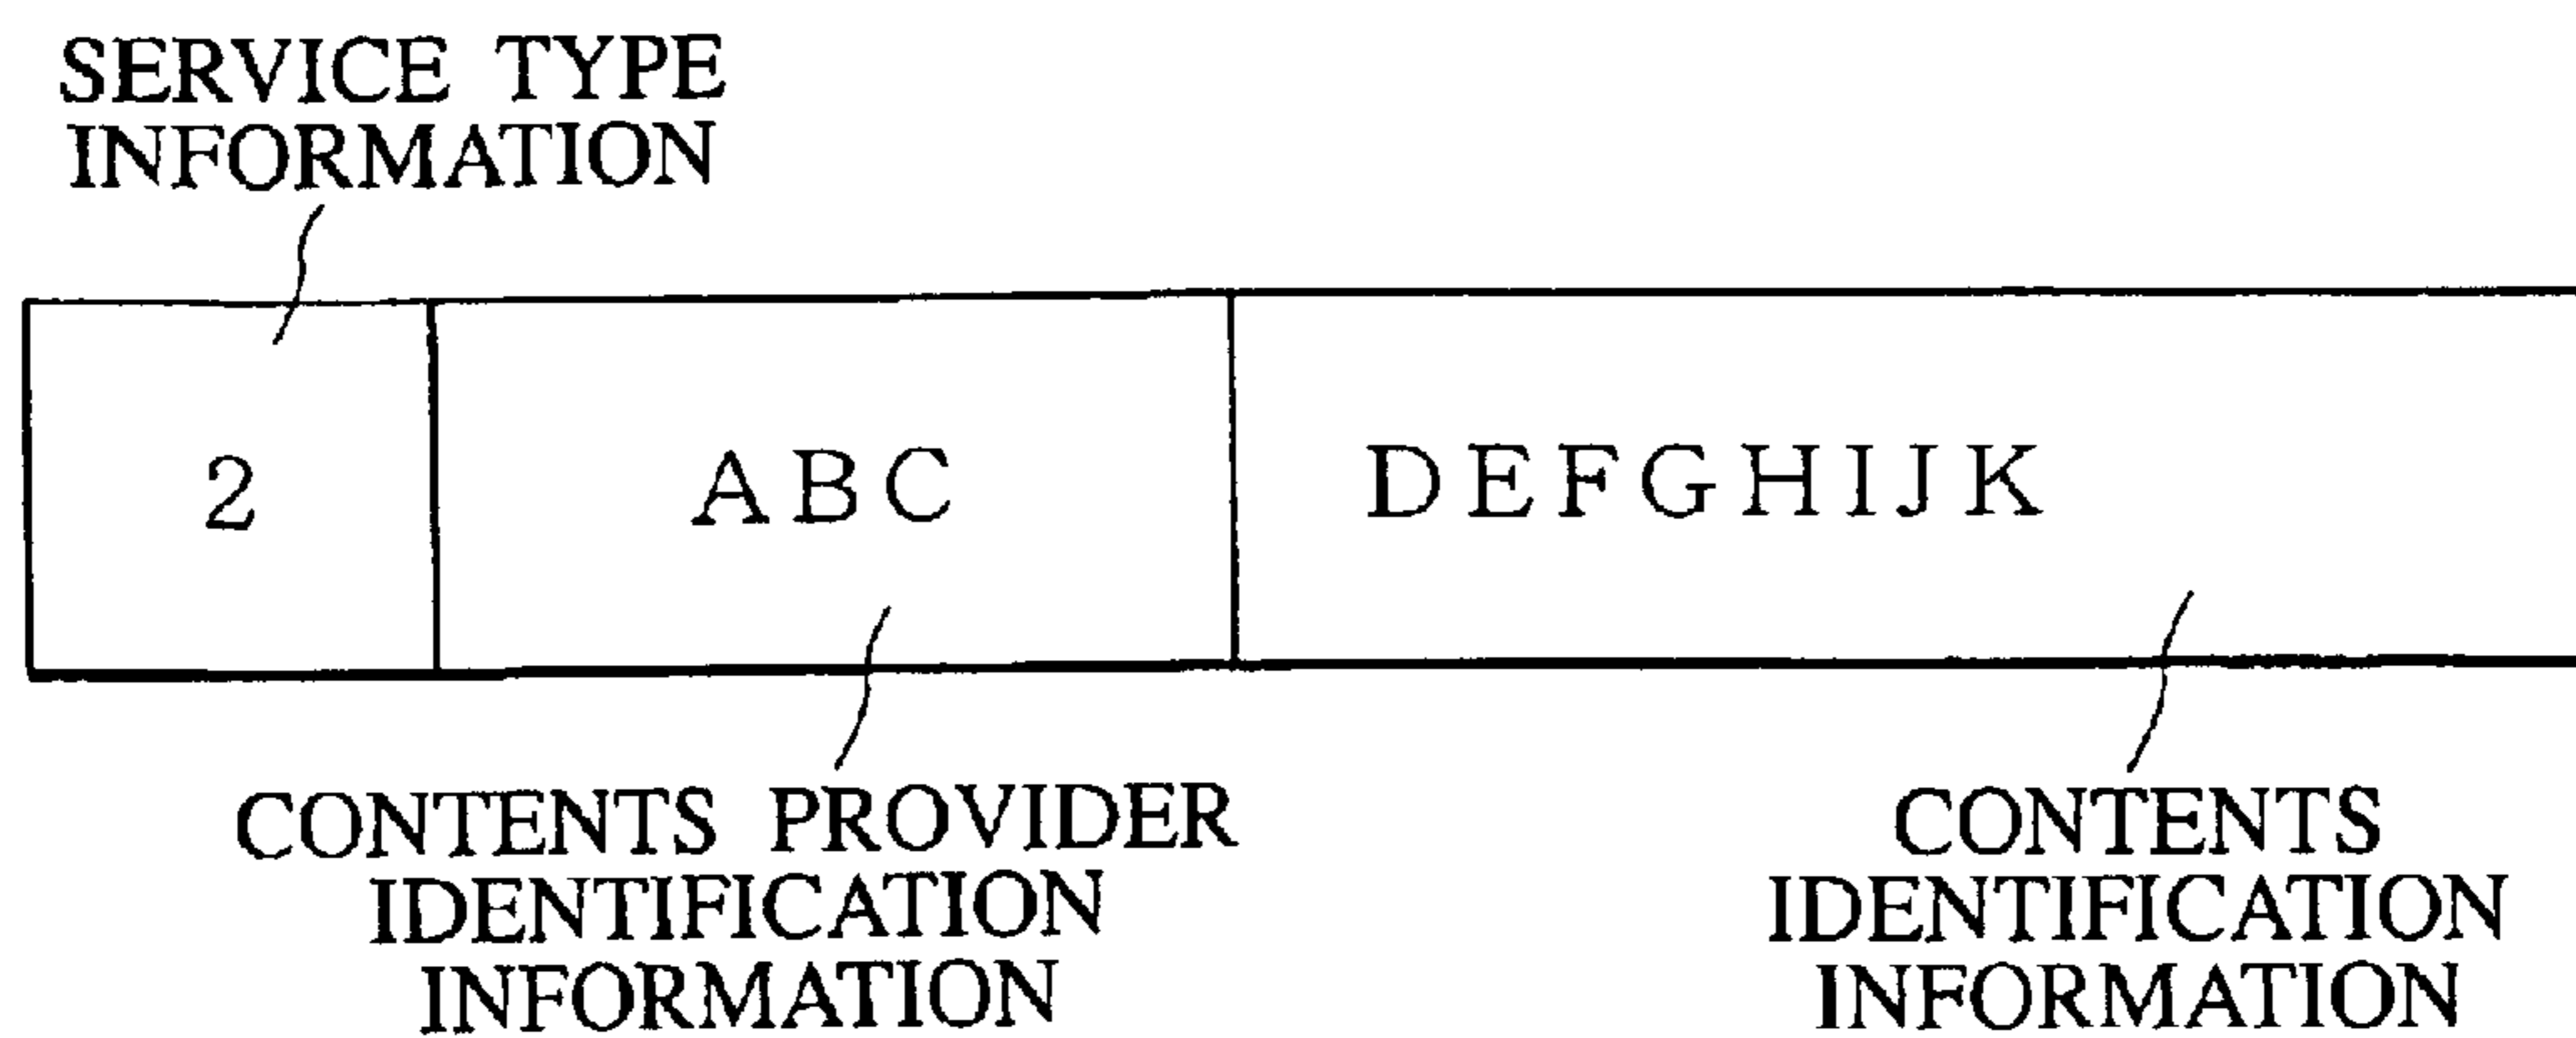 SERVICE TYPE
INFORMATION
2
ABC
DEFGHIJK
CONTENTS PROVIDER
IDENTIFICATION
INFORMATION
CONTENTS
IDENTIFICATION
INFORMATION